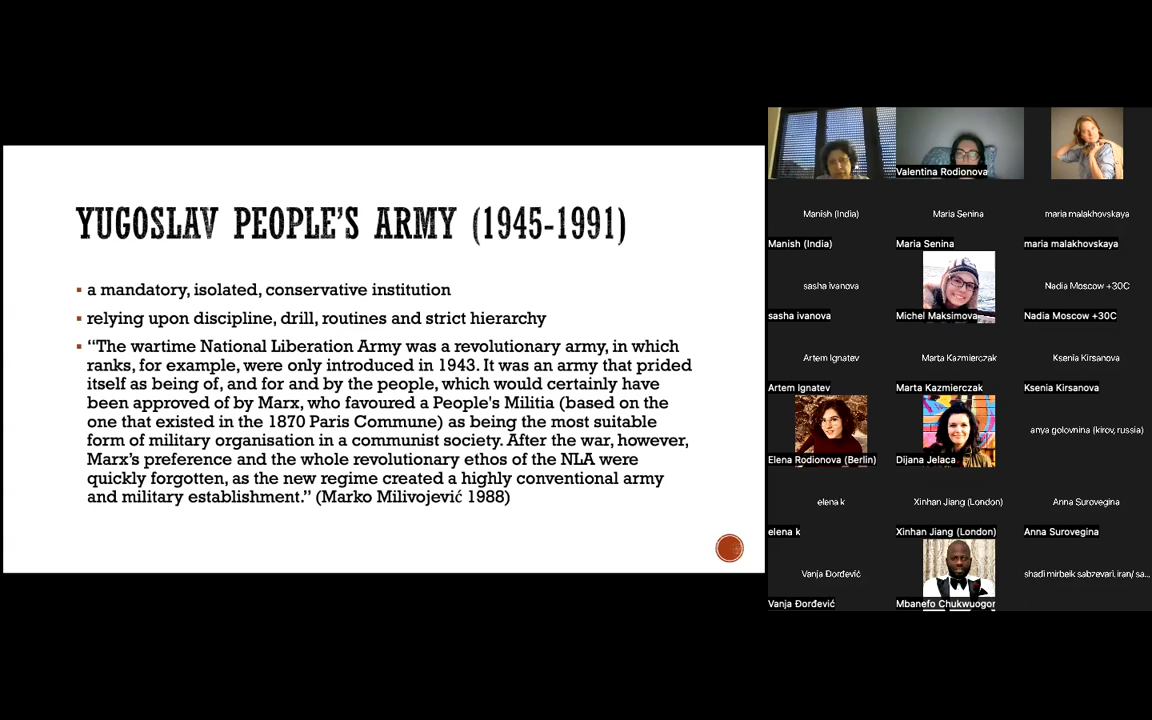 YUGOSLAV PEOPLE'S ARMY (1945-1991)
▪ a mandatory, isolated, conservative institution
▪ relying upon discipline, drill, routines and strict hierarchy
▪ “The wartime National Liberation Army was a revolutionary army, in which
ranks, for example, were only introduced in 1943. It was an army that prided
itself as being of, and for and by the people, which would certainly have
been approved of by Marx, who favoured a People's Militia (based on the
one that existed in the 1870 Paris Commune) as being the most suitable
form of military organisation in a communist society. After the war, however,
Marx’s preference and the whole revolutionary ethos of the NLA were
quickly forgotten, as the new regime created a highly conventional army
and military establishment.” (Marko Milivojević 1988)
Valentina Rodionova
Manish (India)
Maria Senina
maria malakhovskaya
Manish (India)
Maria Senina
maria malakhovskaya
sasha ivanova
Nadia Moscow +30C
sasha ivanova
Michel Maksimova
Nadia Moscow +30C
Artem Ignatev
Marta Kazmierczak
Ksenia Kirsanova
Artem Ignatev
Marta Kazmierczak
Ksenia Kirsanova
anya golovnina (kirov, russia)
Elena Rodionova (Berlin)
Dijana Jelaca
elena k
Xinhan Jiang (London)
Anna Surovegina
elena k
Xinhan Jiang (London)
Anna Surovegina
Vanja Đorđević
shadi mirbeik sabzevari, iran/ sa...
Vanja Đorđević
Mbanefo Chukwuogor